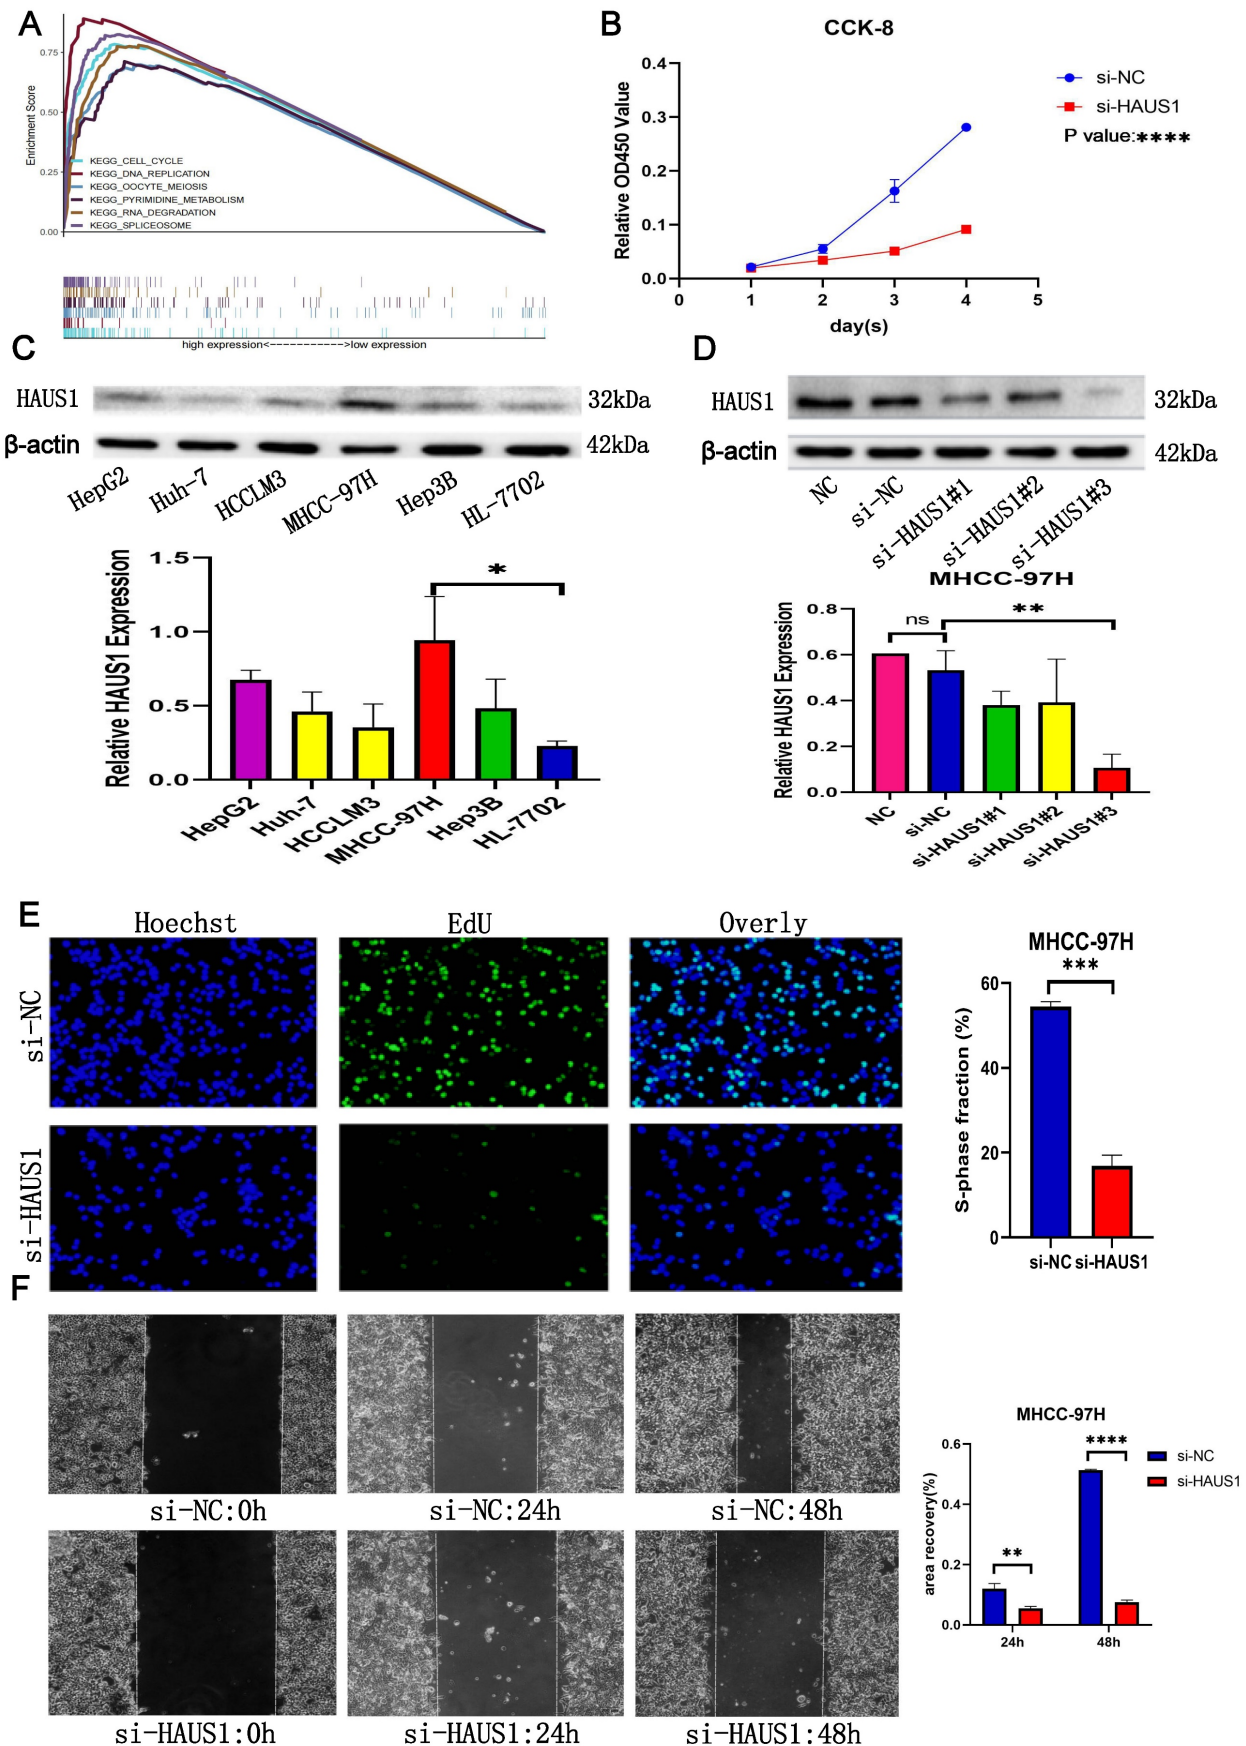 A
Enrichment Score
0.75
0.50
0.25
0.00
KEGG_CELL_CYCLE
KEGG_DNA_REPLICATION
KEGG_OOCYTE_MEIOSIS
KEGG_PYRIMIDINE_METABOLISM
KEGG_RNA_DEGRADATION
KEGG_SPLICEOSOME
high expression<----------->low expression
B
CCK-8
Relative OD450 Value
0.4
0.3
0.2
0.1
0.0
0 1 2 3 4 5
day(s)
si-NC
si-HAUS1
P value:****
C
HAUS1 32kDa
β-actin 42kDa
HepG2 Huh-7 HCCLM3 MHCC-97H Hep3B HL-7702
Relative HAUS1 Expression
1.5
1.0
0.5
0.0
*
HepG2 Huh-7 HCCLM3 MHCC-97H Hep3B HL-7702
D
HAUS1 32kDa
β-actin 42kDa
NC si-NC si-HAUS1#1 si-HAUS1#2 si-HAUS1#3
MHCC-97H
Relative HAUS1 Expression
0.8
0.6
0.4
0.2
0.0
ns **
NC si-NC si-HAUS1#1 si-HAUS1#2 si-HAUS1#3
E
Hoechst EdU Overly
si-NC
si-HAUS1
MHCC-97H
***
S-phase fraction (%)
60
40
20
0
si-NC si-HAUS1
F
si-NC:0h si-NC:24h si-NC:48h
si-HAUS1:0h si-HAUS1:24h si-HAUS1:48h
MHCC-97H
area recovery(%)
0.6
0.4
0.2
0.0
** ****
24h 48h
si-NC
si-HAUS1